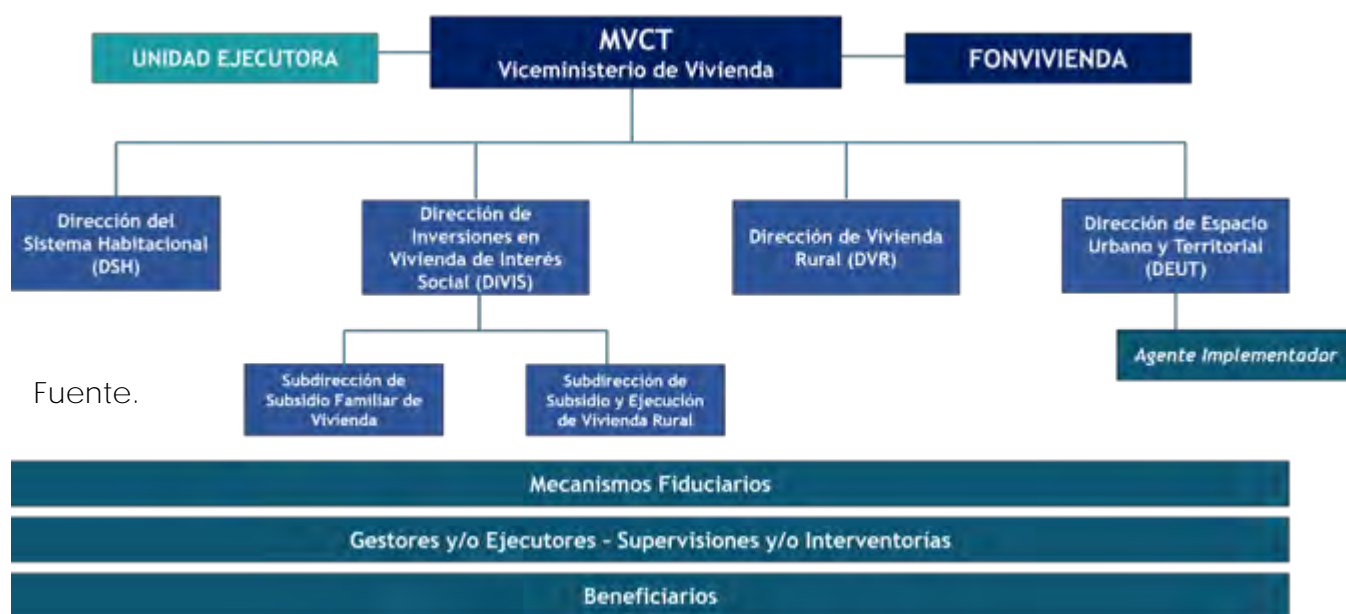 UNIDAD EJECUTORA
MVCT
Viceministerio de Vivienda
FONVIVIENDA
Dirección del
Sistema Habitacional
(DSH)
Dirección de
Inversiones en
Vivienda de Interés
Social (DIVIS)
Dirección de Vivienda
Rural (DVR)
Dirección de Espacio
Urbano y Territorial
(DEUT)
Agente Implementador
Fuente.
Subdirección de
Subsidio Familiar de
Vivienda
Subdirección de
Subsidio y Ejecución
de Vivienda Rural
Mecanismos Fiduciarios
Gestores y/o Ejecutores - Supervisiones y/o Interventorías
Beneficiarios